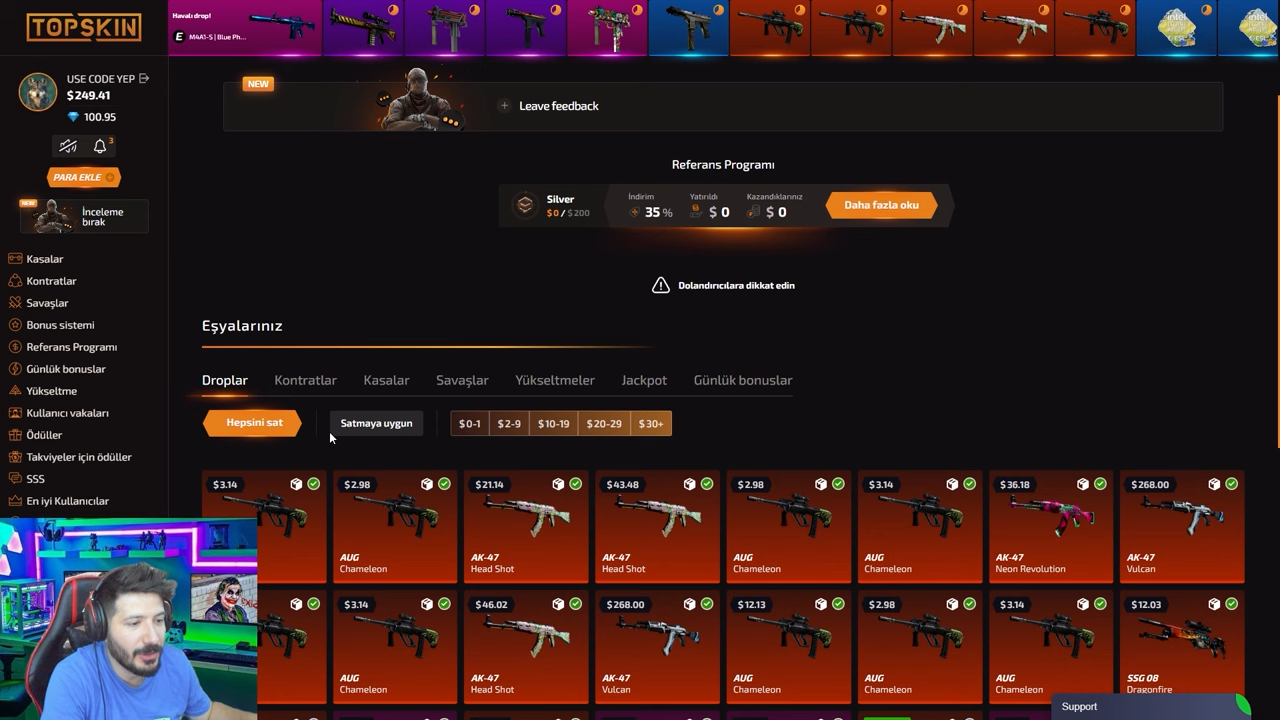 TOPSKIN
Havalı drop!
E M4A1-S | Blue Ph...
intel
intel
USE CODE YEP
$249.41
100.95
3
PARA EKLE
NEW
İnceleme
bırak
Kasalar
Kontratlar
Savaşlar
Bonus sistemi
Referans Programı
Günlük bonuslar
Yükseltme
Kullanıcı vakaları
Ödüller
Takviyeler için ödüller
SSS
En iyi Kullanıcılar
NEW
+ Leave feedback
Referans Programı
Silver
$0 / $200
İndirim
35 %
Yatırıldı
$ 0
Kazandıklarınız
$ 0
Daha fazla oku
Dolandırıcılara dikkat edin
Eşyalarınız
Droplar Kontratlar Kasalar Savaşlar Yükseltmeler Jackpot Günlük bonuslar
Hepsini sat Satmaya uygun $0-1 $2-9 $10-19 $20-29 $30+
$3.14 $2.98 $21.14 $43.48 $2.98 $3.14 $36.18 $268.00
AUG AK-47 AK-47 AUG AUG AK-47 AK-47
Chameleon Head Shot Head Shot Chameleon Chameleon Neon Revolution Vulcan
$3.14 $46.02 $268.00 $12.13 $2.98 $3.14 $12.03
AUG AK-47 AK-47 AUG AUG AUG SSG 08
Chameleon Head Shot Vulcan Chameleon Chameleon Chameleon Dragonfire
Support